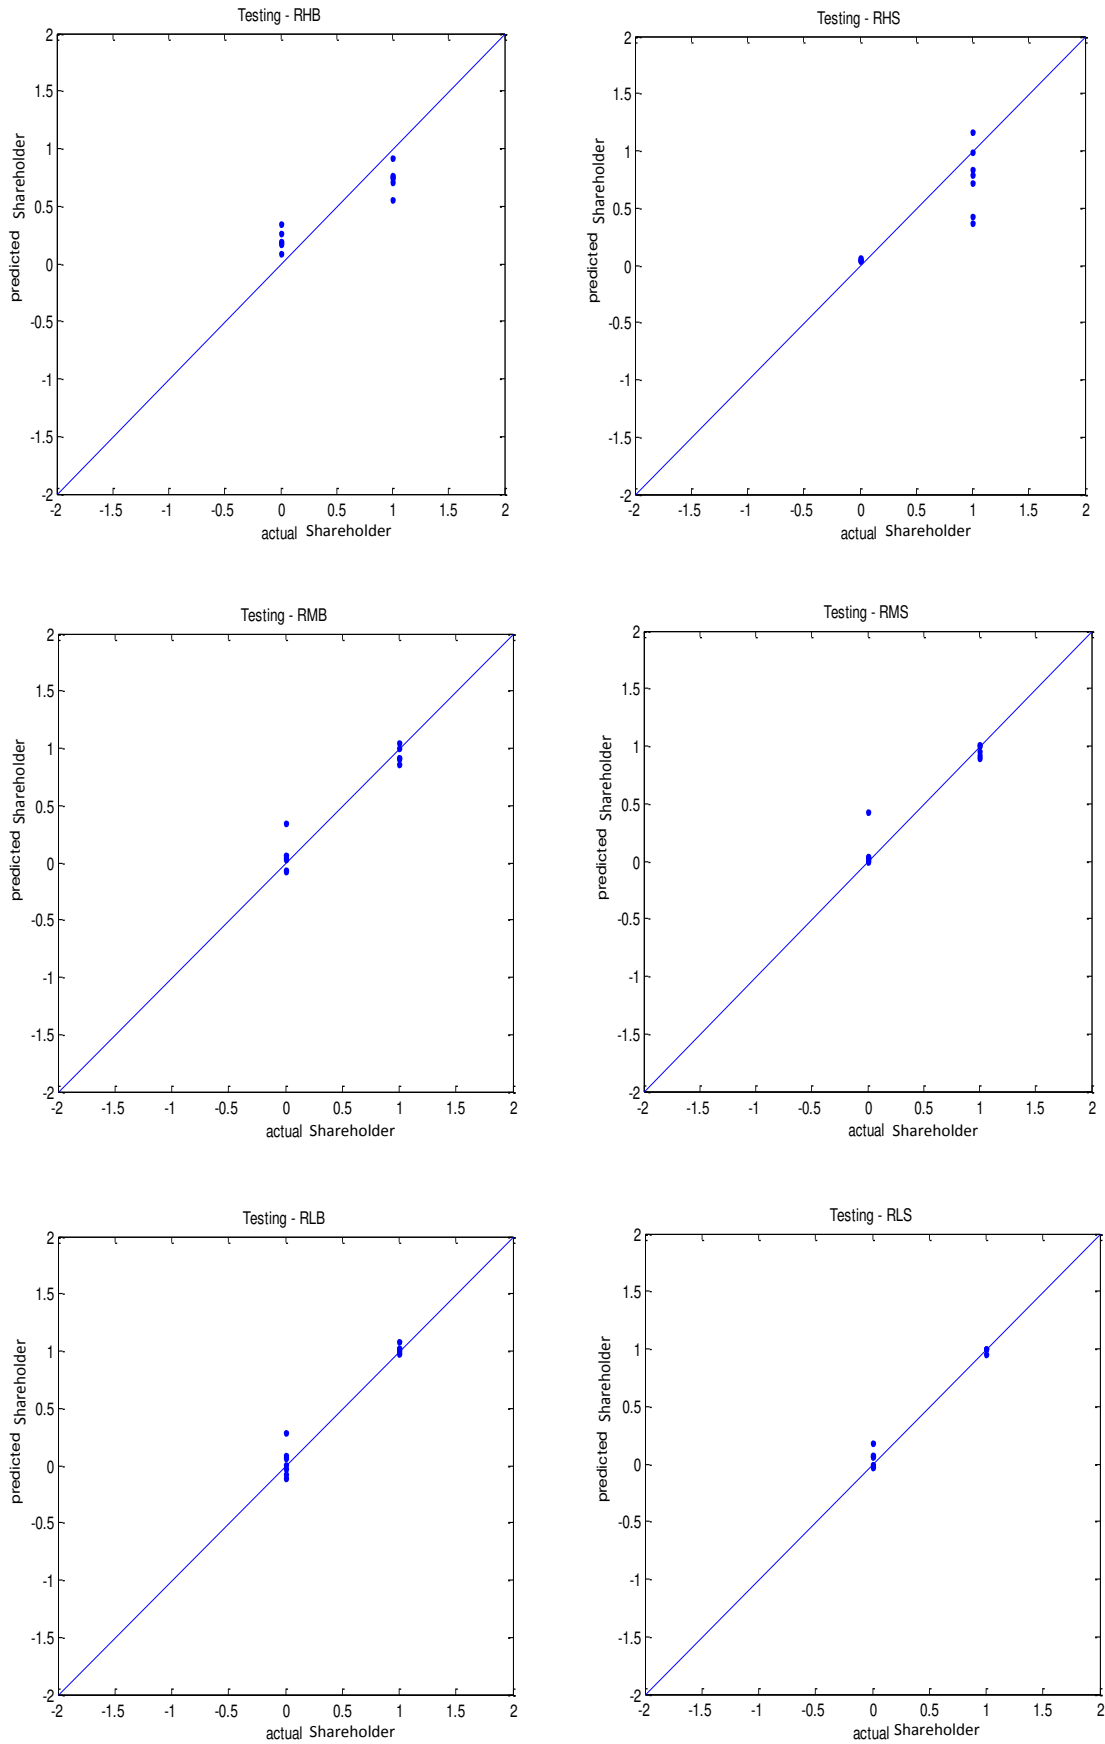 Testing - RHB
2
1.5
1
0.5
0
-0.5
-1
-1.5
-2
-2 -1.5 -1 -0.5 0 0.5 1 1.5 2
predicted Shareholder
actual Shareholder
Testing - RHS
2
1.5
1
0.5
0
-0.5
-1
-1.5
-2
-2 -1.5 -1 -0.5 0 0.5 1 1.5 2
predicted Shareholder
actual Shareholder
Testing - RMB
2
1.5
1
0.5
0
-0.5
-1
-1.5
-2
-2 -1.5 -1 -0.5 0 0.5 1 1.5 2
predicted Shareholder
actual Shareholder
Testing - RMS
2
1.5
1
0.5
0
-0.5
-1
-1.5
-2
-2 -1.5 -1 -0.5 0 0.5 1 1.5 2
predicted Shareholder
actual Shareholder
Testing - RLB
2
1.5
1
0.5
0
-0.5
-1
-1.5
-2
-2 -1.5 -1 -0.5 0 0.5 1 1.5 2
predicted Shareholder
actual Shareholder
Testing - RLS
2
1.5
1
0.5
0
-0.5
-1
-1.5
-2
-2 -1.5 -1 -0.5 0 0.5 1 1.5 2
predicted Shareholder
actual Shareholder